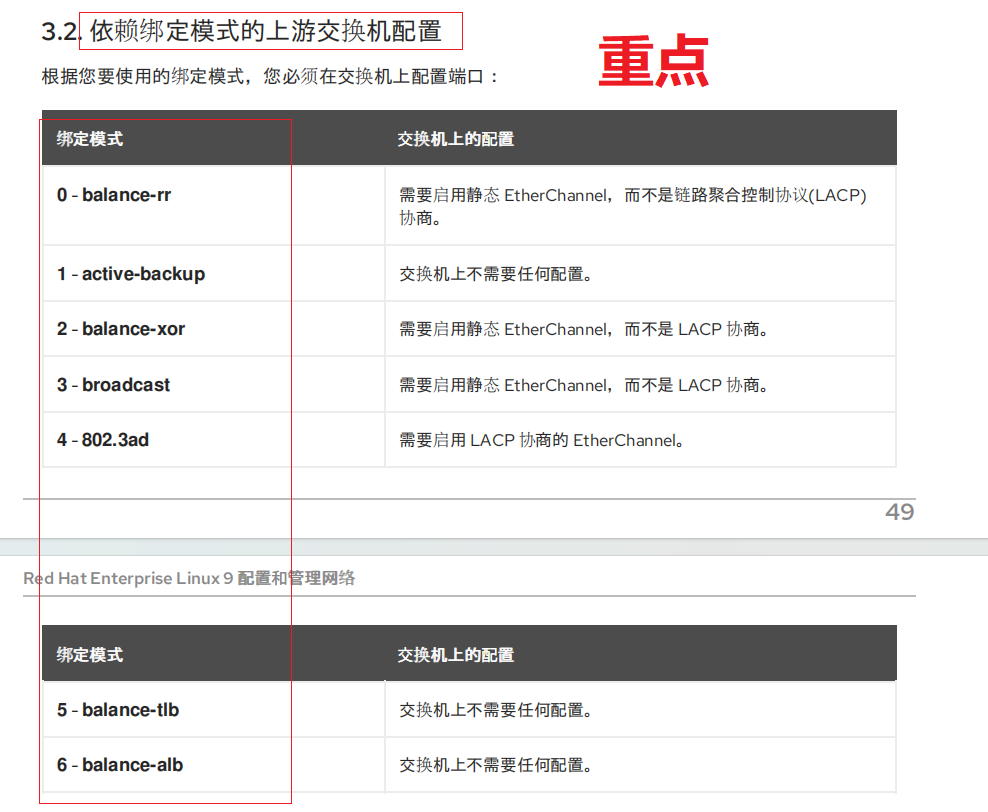 3.2. 依赖绑定模式的上游交换机配置
重点
根据您要使用的绑定模式，您必须在交换机上配置端口：
绑定模式 交换机上的配置
0 - balance-rr 需要启用静态 EtherChannel，而不是链路聚合控制协议(LACP)
协商。
1 - active-backup 交换机上不需要任何配置。
2 - balance-xor 需要启用静态 EtherChannel，而不是 LACP 协商。
3 - broadcast 需要启用静态 EtherChannel，而不是 LACP 协商。
4 - 802.3ad 需要启用 LACP 协商的 EtherChannel。
49
Red Hat Enterprise Linux 9 配置和管理网络
绑定模式 交换机上的配置
5 - balance-tlb 交换机上不需要任何配置。
6 - balance-alb 交换机上不需要任何配置。